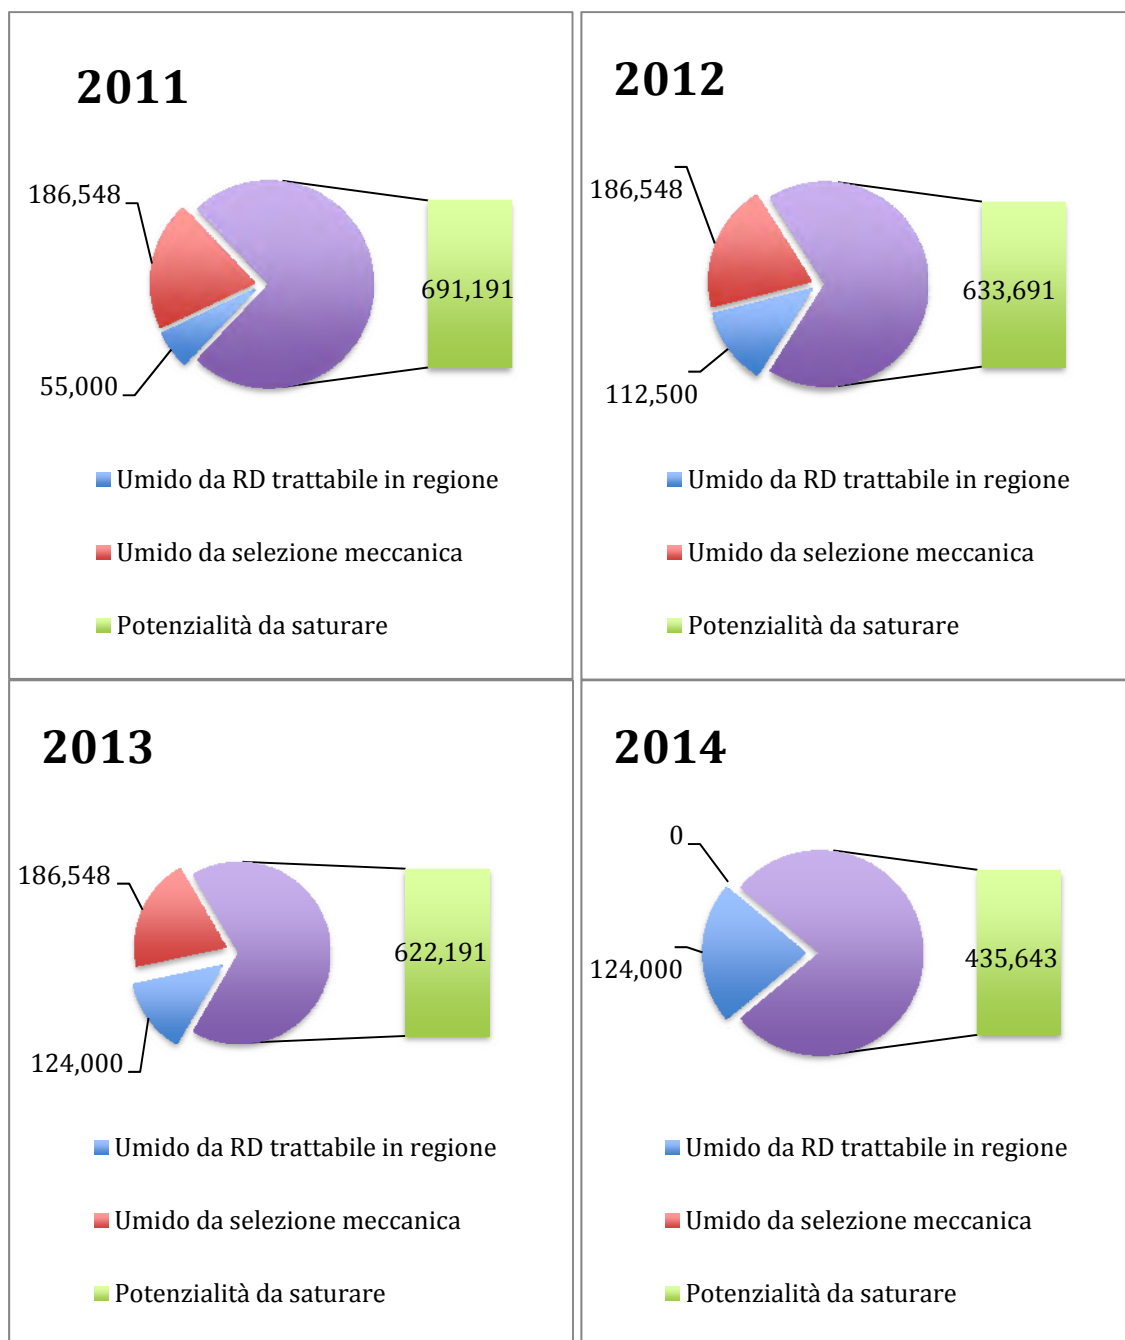 2011
186,548
691,191
55,000
Umido da RD trattabile in regione
Umido da selezione meccanica
Potenzialità da saturare
2012
186,548
633,691
112,500
Umido da RD trattabile in regione
Umido da selezione meccanica
Potenzialità da saturare
2013
186,548
622,191
124,000
Umido da RD trattabile in regione
Umido da selezione meccanica
Potenzialità da saturare
2014
0
124,000
435,643
Umido da RD trattabile in regione
Umido da selezione meccanica
Potenzialità da saturare